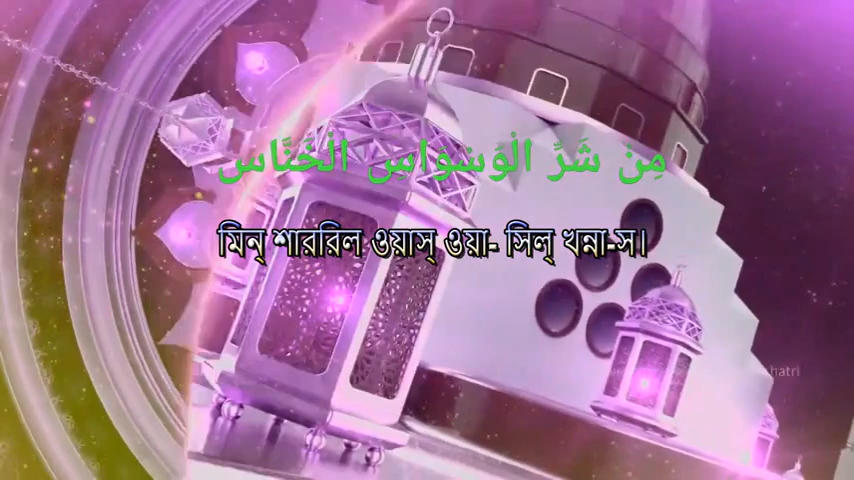 مِنْ شَرِّ الْوَسْوَاسِ الْخَنَّاسِ
মিন্ শাররিল ওয়াস্ ওয়া- সিল্ খন্না-স।